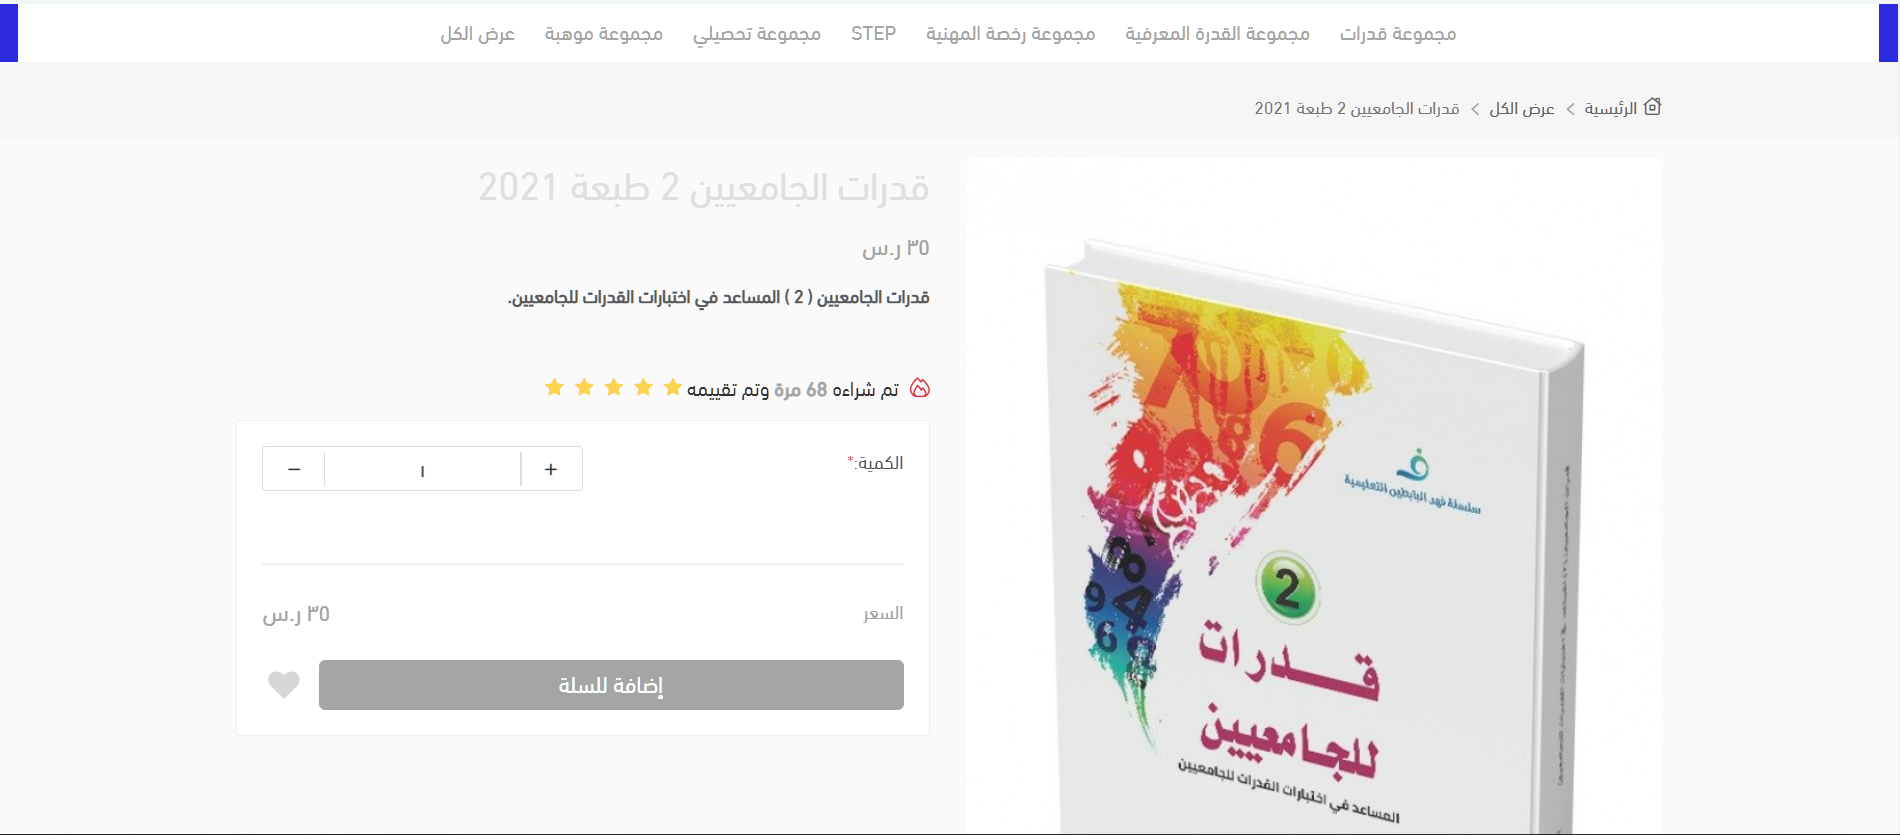 مجموعة قدرات مجموعة القدرة المعرفية مجموعة رخصة المهنية STEP مجموعة تحصيلي مجموعة موهبة عرض الكل
الرئيسية > عرض الكل > قدرات الجامعيين 2 طبعة 2021
قدرات الجامعيين 2 طبعة 2021
٣٥ ر.س
قدرات الجامعيين ( 2 ) المساعد في اختبارات القدرات للجامعيين.
تم شراءه 68 مرة وتم تقييمه
الكمية:*
+ ١ −
السعر ٣٥ ر.س
إضافة للسلة
سلسلة فهد البابطين التعليمية
2
قدرات
للجامعيين
المساعد في اختبارات القدرات للجامعيين